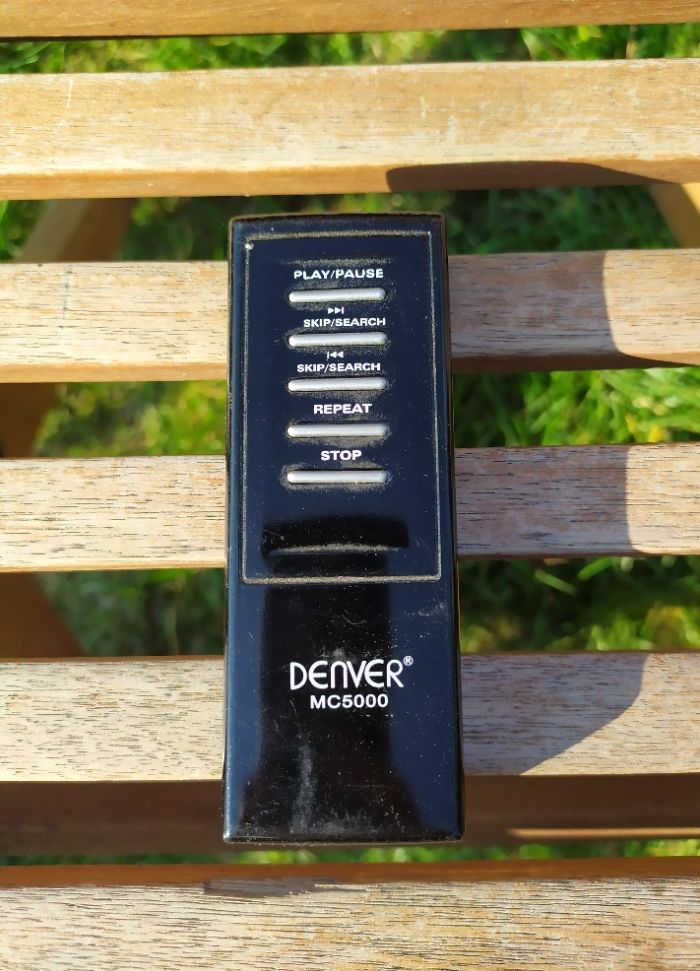 PLAY/PAUSE
SKIP/SEARCH
SKIP/SEARCH
REPEAT
STOP
DENVER®
MC5000